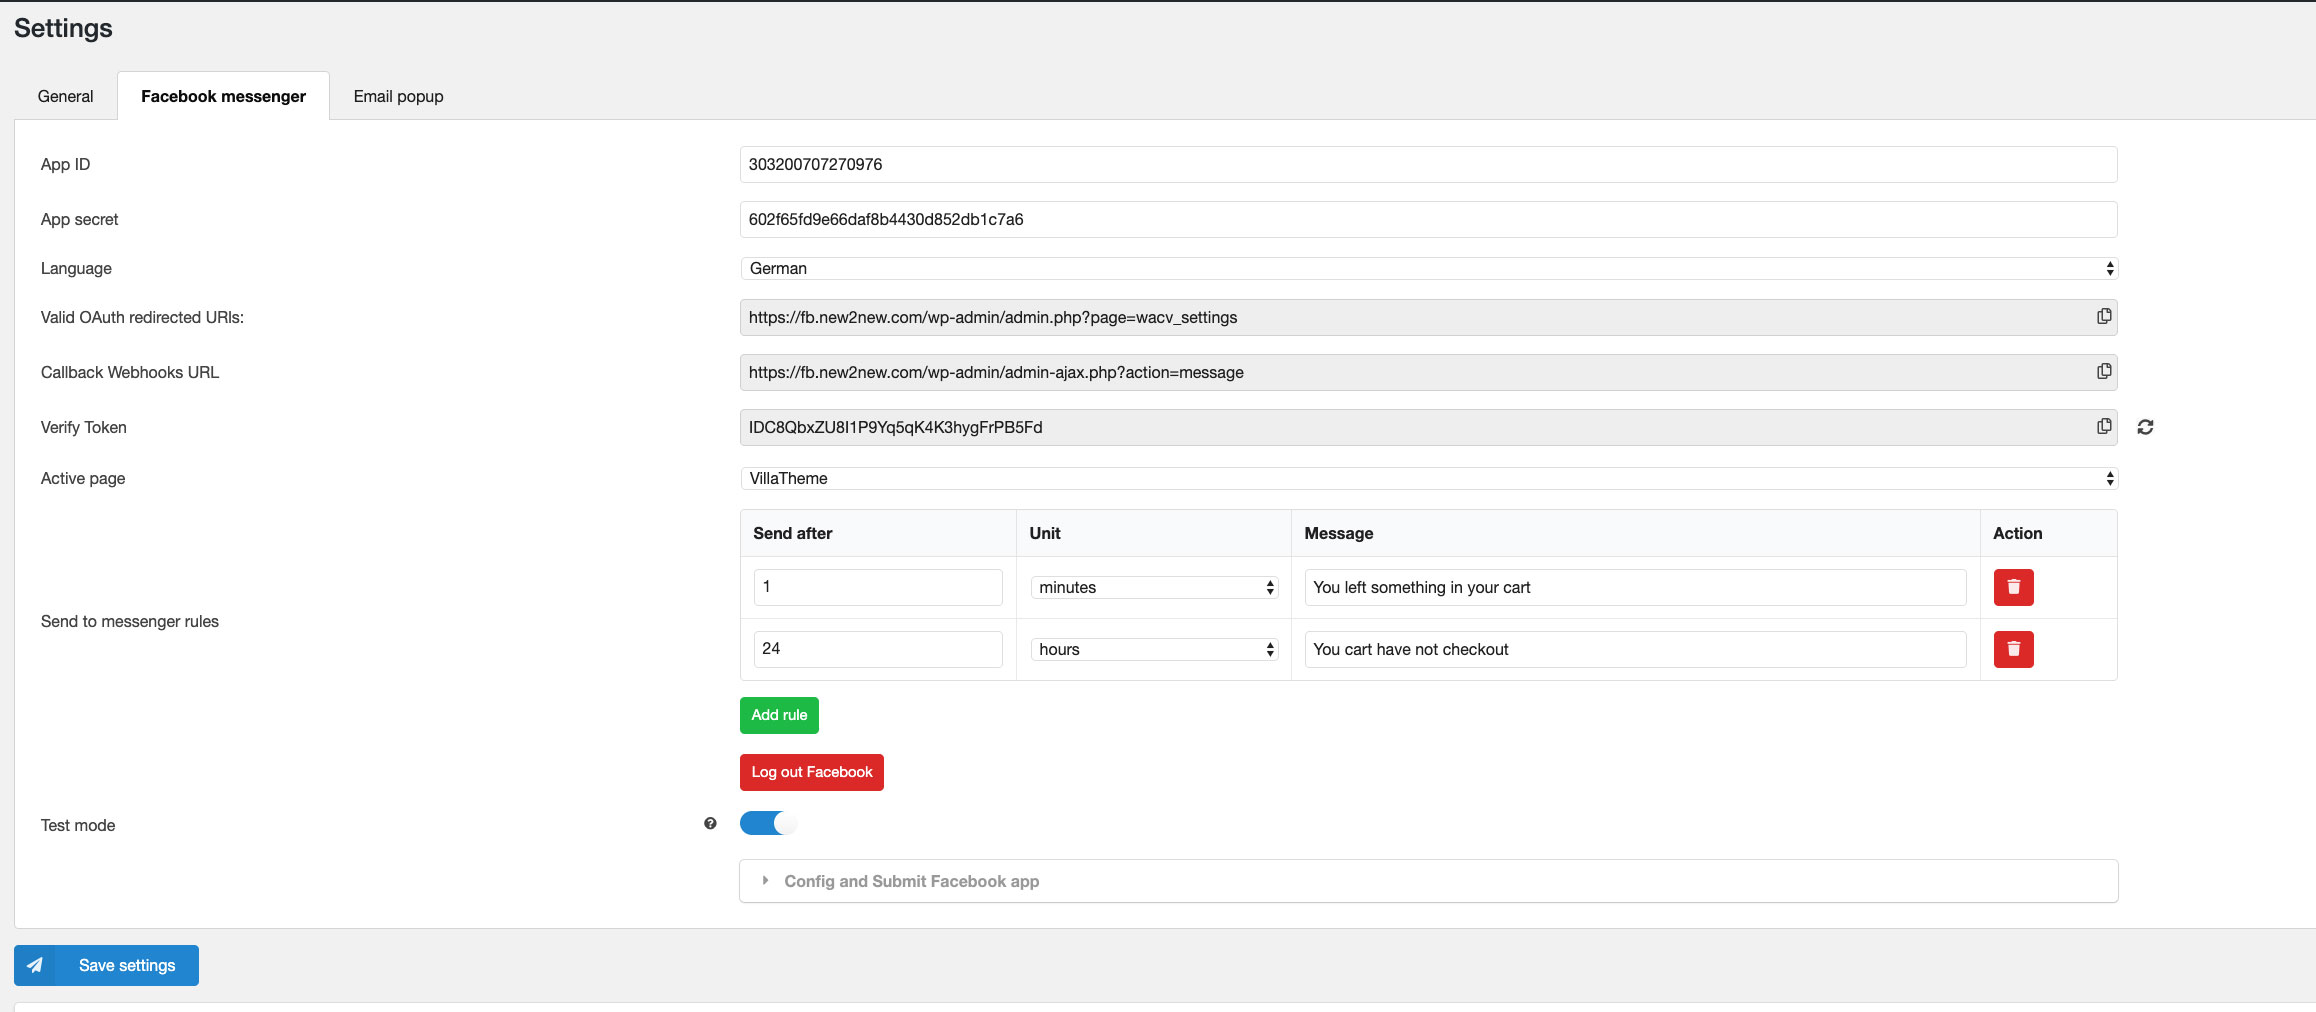 Settings
General
Facebook messenger
Email popup
App ID
303200707270976
App secret
602f65fd9e66daf8b4430d852db1c7a6
Language
German
Valid OAuth redirected URIs:
https://fb.new2new.com/wp-admin/admin.php?page=wacv_settings
Callback Webhooks URL
https://fb.new2new.com/wp-admin/admin-ajax.php?action=message
Verify Token
IDC8QbxZU8I1P9Yq5qK4K3hygFrPB5Fd
Active page
VillaTheme
Send to messenger rules
Send after
Unit
Message
Action
1
minutes
You left something in your cart
24
hours
You cart have not checkout
Add rule
Log out Facebook
Test mode
Config and Submit Facebook app
Save settings